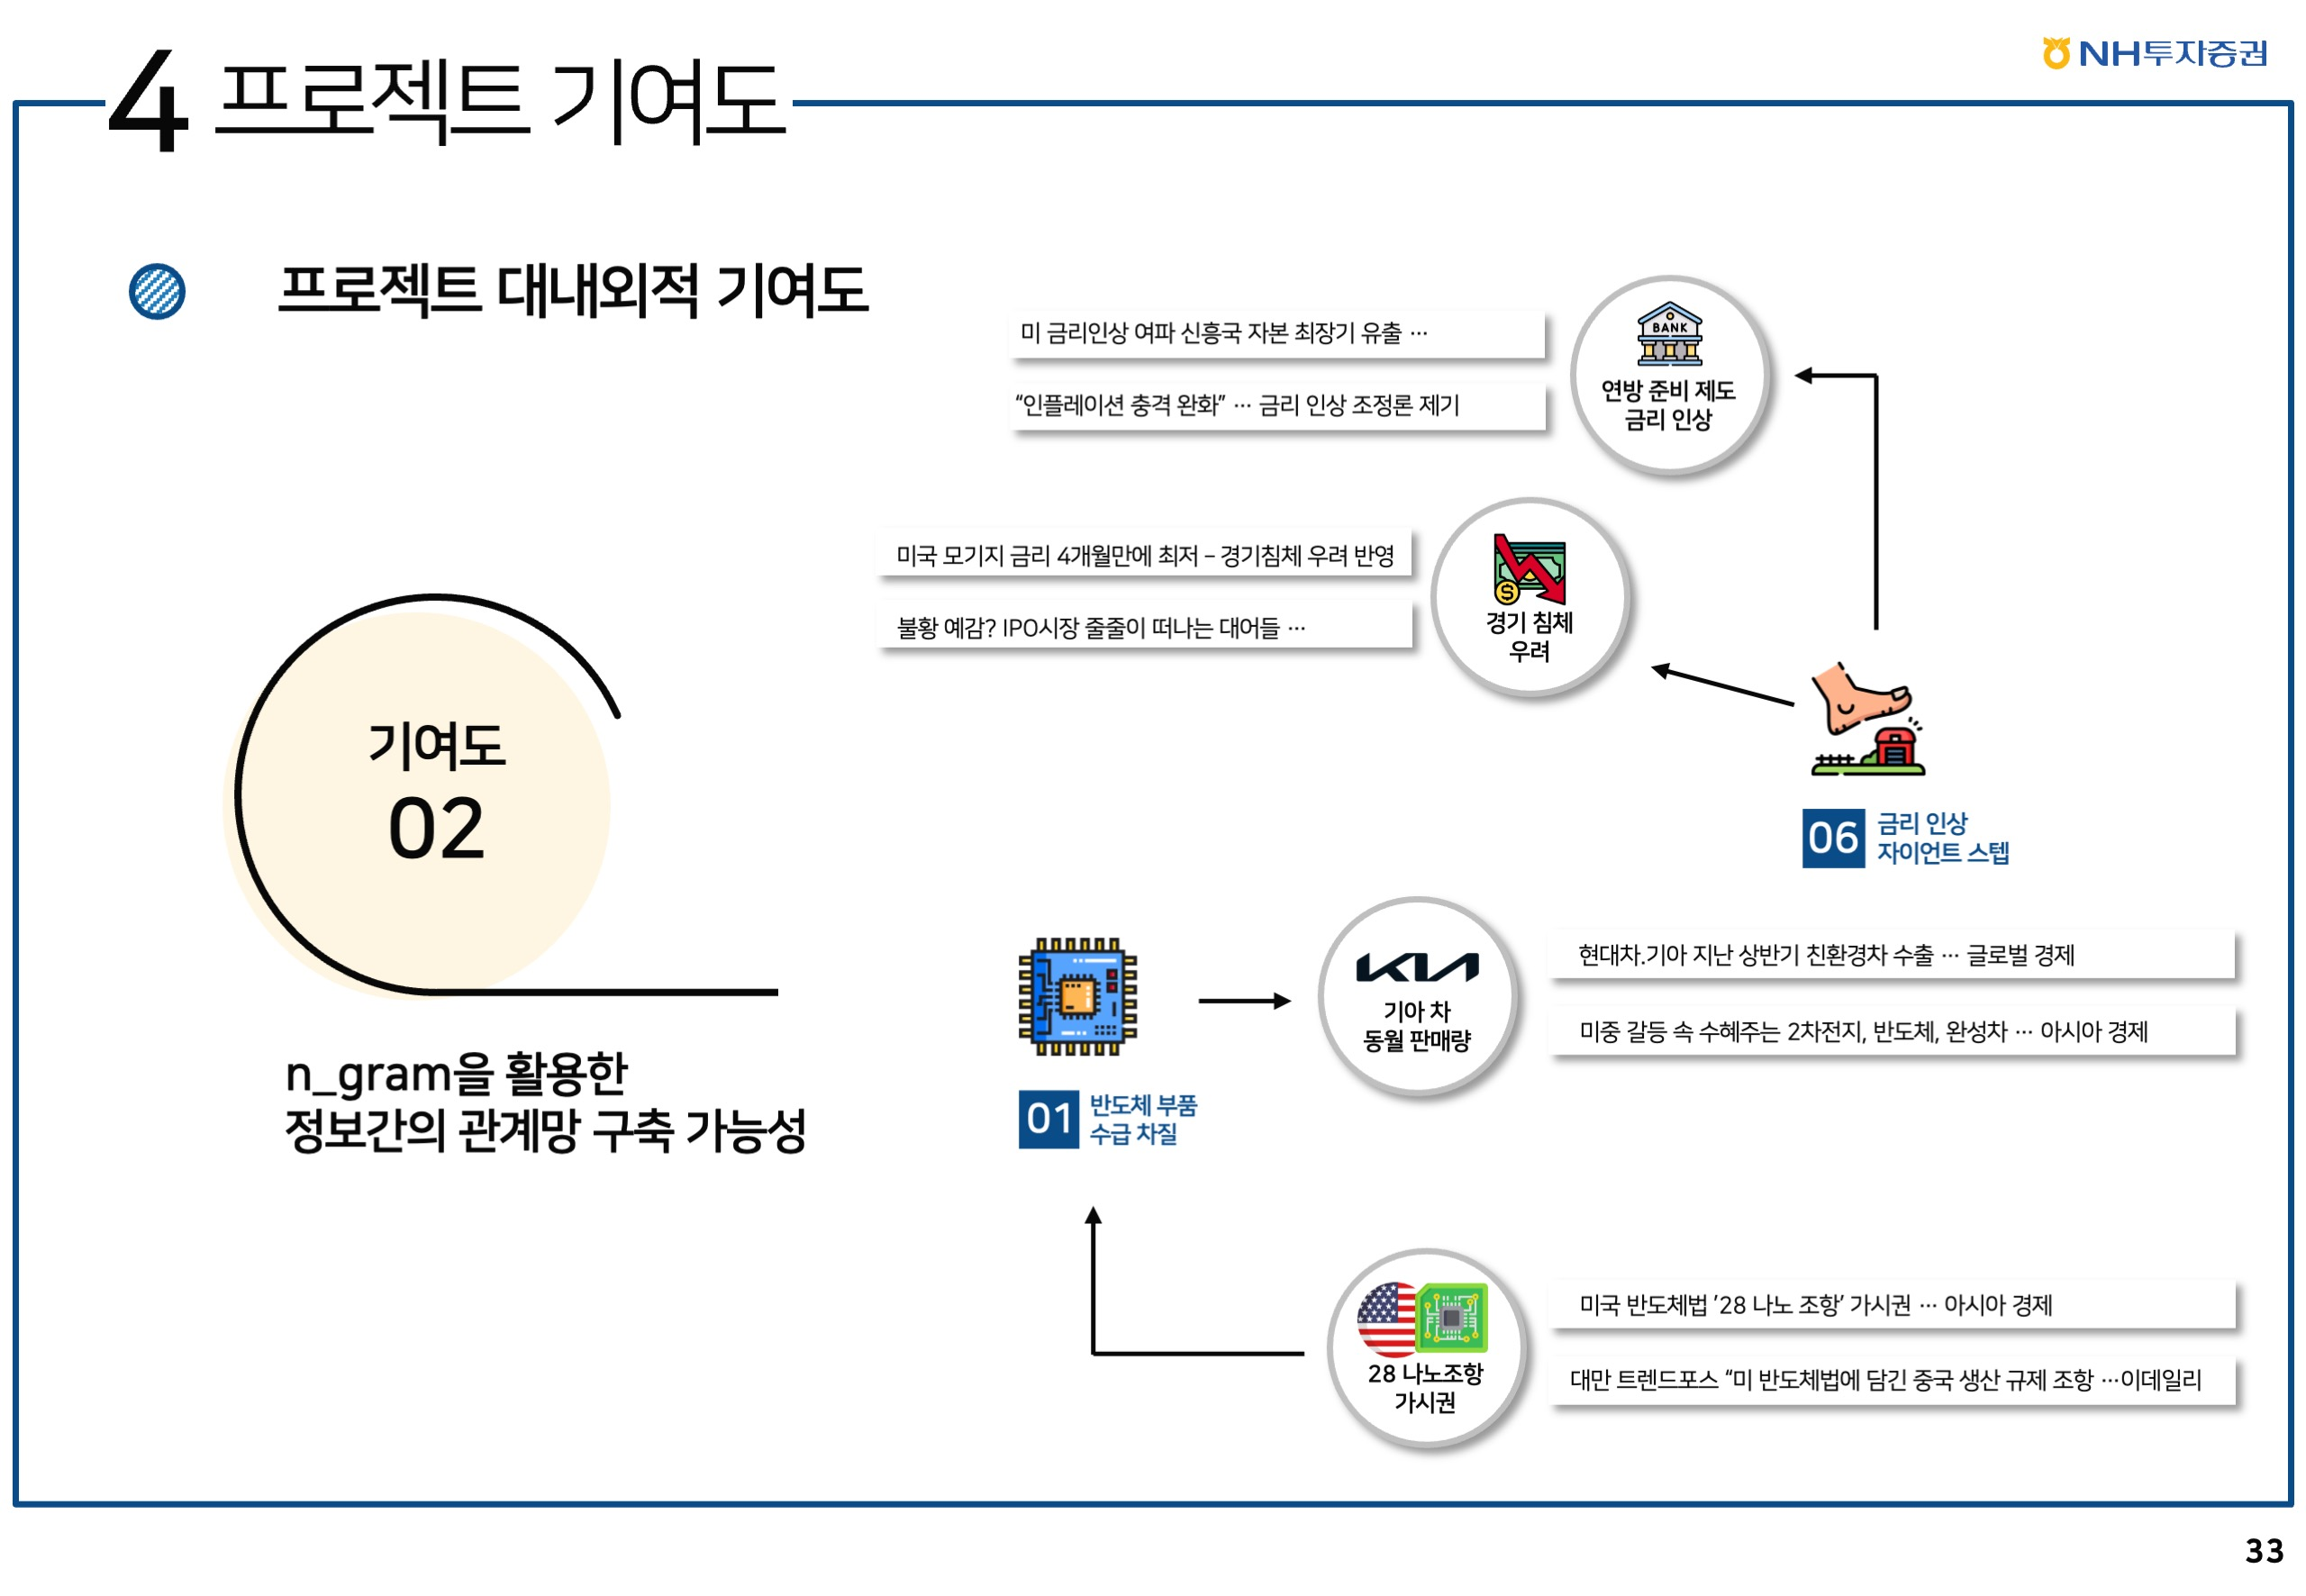 4 프로젝트 기여도
NH투자증권
프로젝트 대내외적 기여도
미 금리인상 여파 신흥국 자본 최장기 유출 …
“인플레이션 충격 완화” … 금리 인상 조정론 제기
BANK
연방 준비 제도
금리 인상
미국 모기지 금리 4개월만에 최저 – 경기침체 우려 반영
불황 예감? IPO시장 줄줄이 떠나는 대어들 …
경기 침체
우려
06 금리 인상
자이언트 스텝
기여도
02
n_gram을 활용한
정보간의 관계망 구축 가능성
01 반도체 부품
수급 차질
KIA
기아 차
동월 판매량
현대차.기아 지난 상반기 친환경차 수출 … 글로벌 경제
미중 갈등 속 수혜주는 2차전지, 반도체, 완성차 … 아시아 경제
28 나노조항
가시권
미국 반도체법 ’28 나노 조항’ 가시권 … 아시아 경제
대만 트렌드포스 “미 반도체법에 담긴 중국 생산 규제 조항 …이데일리
33